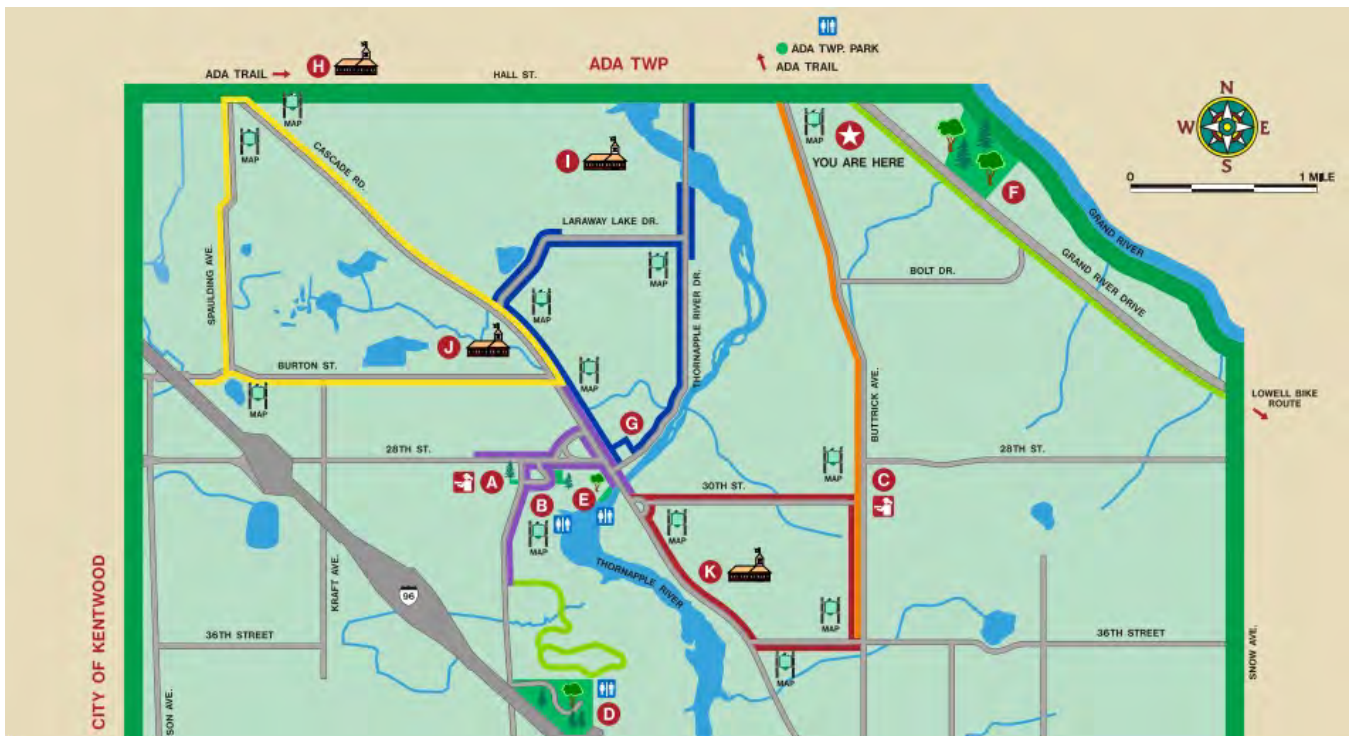 ADA TWP. PARK
ADA TWP
ADA TRAIL
ADA TRAIL
H
HALL ST.
N
W
E
S
0
1 MILE
MAP
MAP
MAP
YOU ARE HERE
CASCADE RD.
I
F
LARAWAY LAKE DR.
GRAND RIVER
BOLT DR.
GRAND RIVER DRIVE
MAP
MAP
SPAULDING AVE.
THORNAPPLE RIVER DR.
J
BURTON ST.
MAP
MAP
BUTTRICK AVE.
LOWELL BIKE
ROUTE
G
28TH ST.
28TH ST.
MAP
A
B
E
C
30TH ST.
MAP
MAP
THORNAPPLE RIVER
K
KRAFT AVE.
96
CITY OF KENTWOOD
36TH STREET
MAP
36TH STREET
MAP
SNOW AVE.
SON AVE.
D